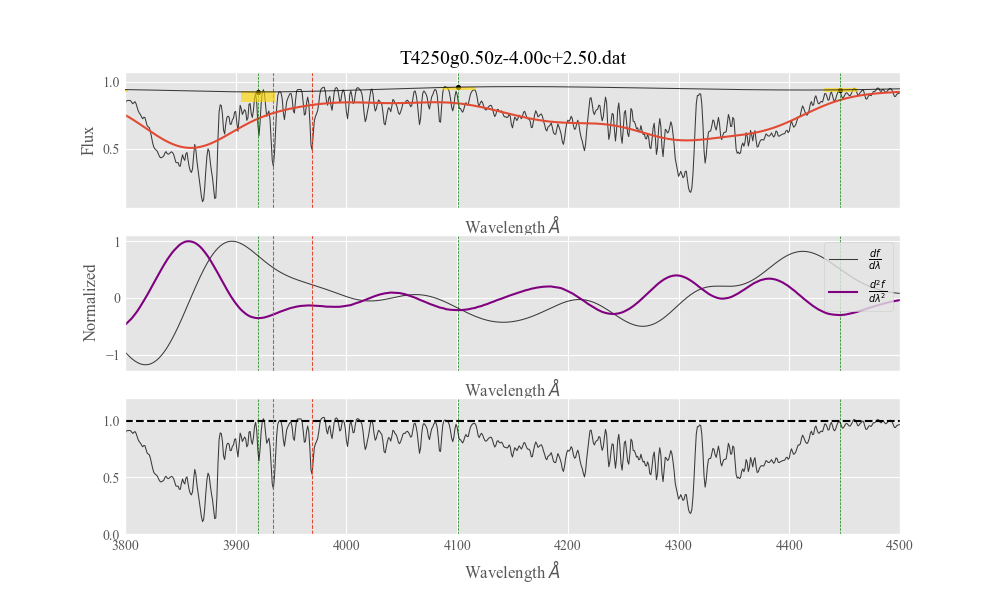 T4250g0.50z-4.00c+2.50.dat
1.0
0.5
Flux
Wavelength Å
1
0
−1
Normalized
df
dλ
d²f
dλ²
Wavelength Å
1.0
0.5
0.0
3800 3900 4000 4100 4200 4300 4400 4500
Wavelength Å